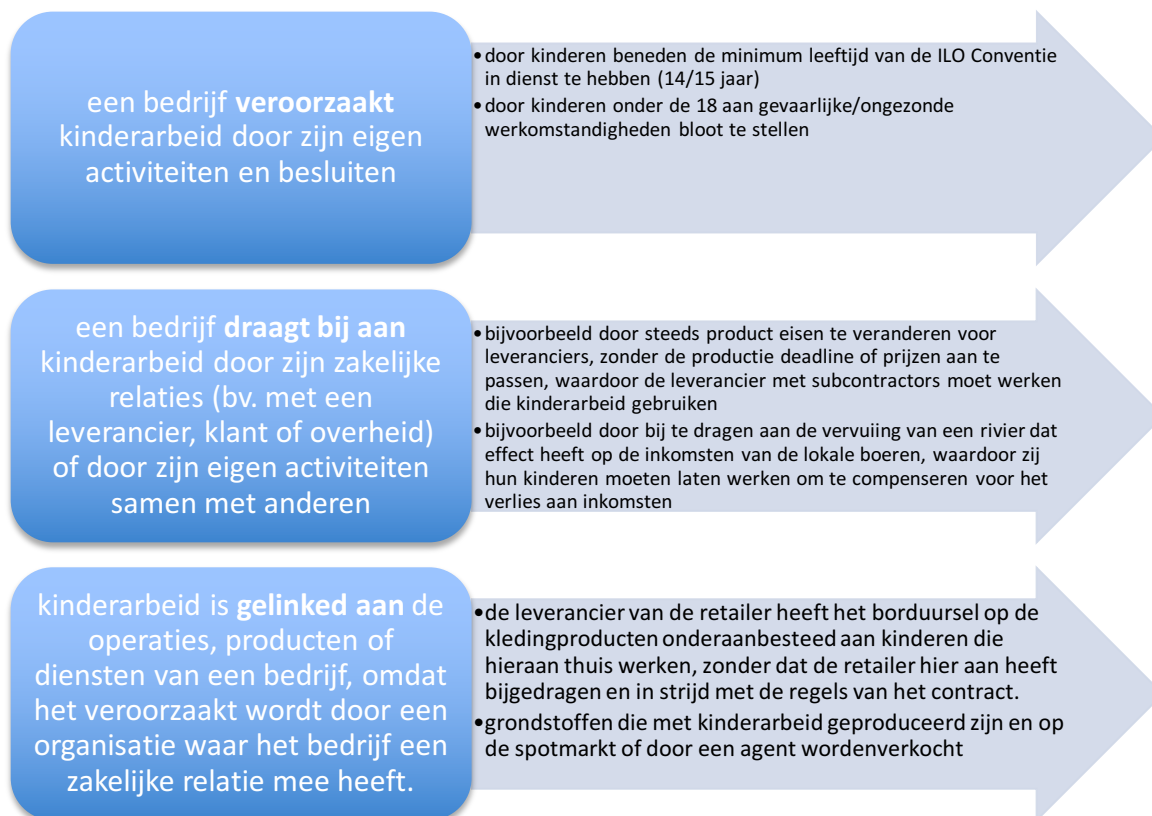 een bedrijf veroorzaakt
kinderarbeid door zijn eigen
activiteiten en besluiten
•door kinderen beneden de minimum leeftijd van de ILO Conventie
in dienst te hebben (14/15 jaar)
•door kinderen onder de 18 aan gevaarlijke/ongezonde
werkomstandigheden bloot te stellen
een bedrijf draagt bij aan
kinderarbeid door zijn zakelijke
relaties (bv. met een
leverancier, klant of overheid)
of door zijn eigen activiteiten
samen met anderen
•bijvoorbeeld door steeds product eisen te veranderen voor
leveranciers, zonder de productie deadline of prijzen aan te
passen, waardoor de leverancier met subcontractors moet werken
die kinderarbeid gebruiken
•bijvoorbeeld door bij te dragen aan de vervuiing van een rivier dat
effect heeft op de inkomsten van de lokale boeren, waardoor zij
hun kinderen moeten laten werken om te compenseren voor het
verlies aan inkomsten
kinderarbeid is gelinked aan de
operaties, producten of
diensten van een bedrijf, omdat
het veroorzaakt wordt door een
organisatie waar het bedrijf een
zakelijke relatie mee heeft.
•de leverancier van de retailer heeft het borduursel op de
kledingproducten onderaanbesteed aan kinderen die
hieraan thuis werken, zonder dat de retailer hier aan heeft
bijgedragen en in strijd met de regels van het contract.
•grondstoffen die met kinderarbeid geproduceerd zijn en op
de spotmarkt of door een agent wordenverkocht